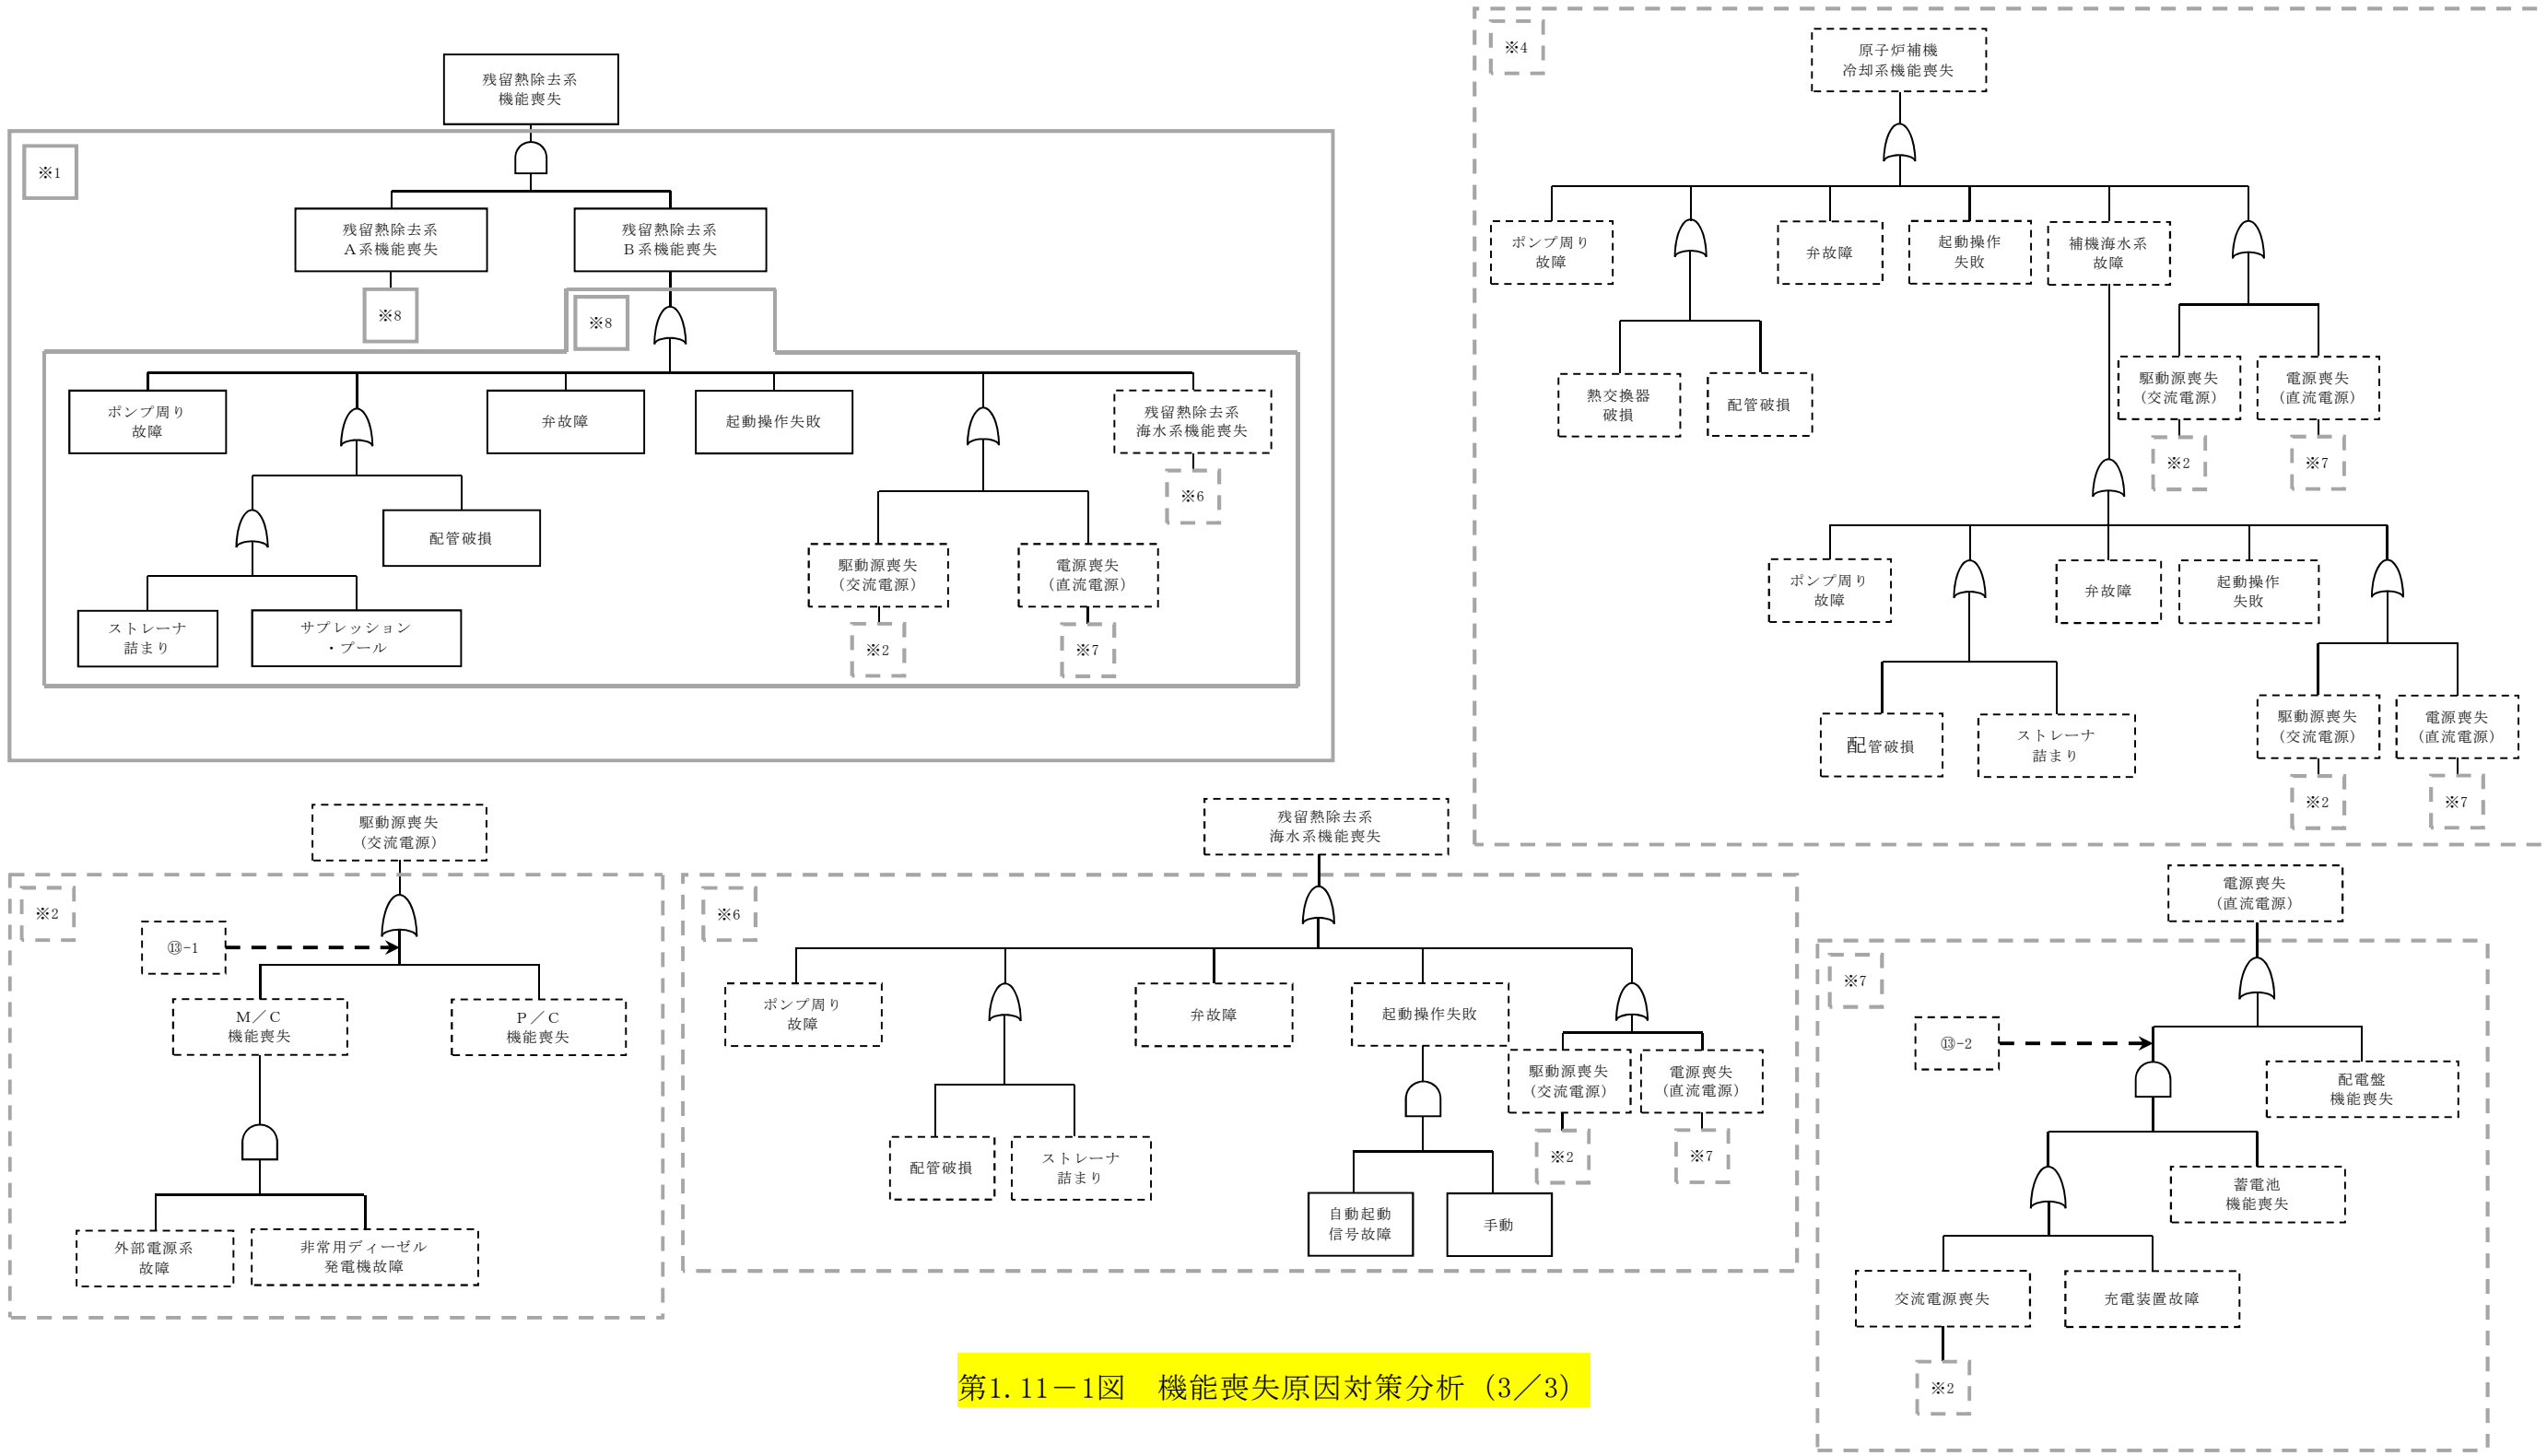 残留熱除去系
機能喪失
※1
残留熱除去系
A系機能喪失
残留熱除去系
B系機能喪失
※8
※8
ポンプ周り
故障
弁故障
起動操作失敗
残留熱除去系
海水系機能喪失
※6
配管破損
ストレーナ
詰まり
サプレッション
・プール
駆動源喪失
(交流電源)
電源喪失
(直流電源)
※2
※7
※4
原子炉補機
冷却系機能喪失
ポンプ周り
故障
弁故障
起動操作
失敗
補機海水系
故障
熱交換器
破損
配管破損
駆動源喪失
(交流電源)
電源喪失
(直流電源)
※2
※7
ポンプ周り
故障
弁故障
起動操作
失敗
配管破損
ストレーナ
詰まり
駆動源喪失
(交流電源)
電源喪失
(直流電源)
※2
※7
駆動源喪失
(交流電源)
※2
⑬-1
M/C
機能喪失
P/C
機能喪失
外部電源系
故障
非常用ディーゼル
発電機故障
残留熱除去系
海水系機能喪失
※6
ポンプ周り
故障
弁故障
起動操作失敗
駆動源喪失
(交流電源)
電源喪失
(直流電源)
※2
※7
配管破損
ストレーナ
詰まり
自動起動
信号故障
手動
電源喪失
(直流電源)
※7
⑬-2
配電盤
機能喪失
蓄電池
機能喪失
交流電源喪失
充電装置故障
※2
第1.11-1図 機能喪失原因対策分析(3/3)